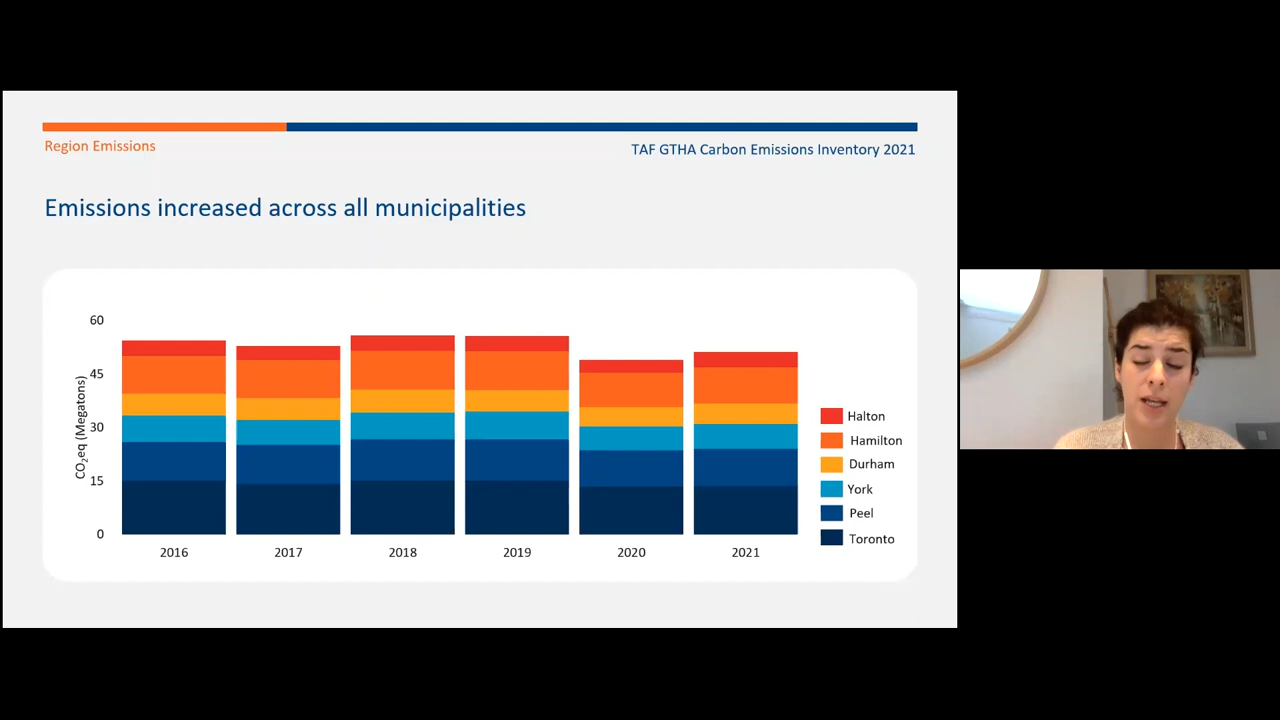 Region Emissions
TAF GTHA Carbon Emissions Inventory 2021
Emissions increased across all municipalities
60
45
30
15
0
CO₂eq (Megatons)
2016
2017
2018
2019
2020
2021
Halton
Hamilton
Durham
York
Peel
Toronto